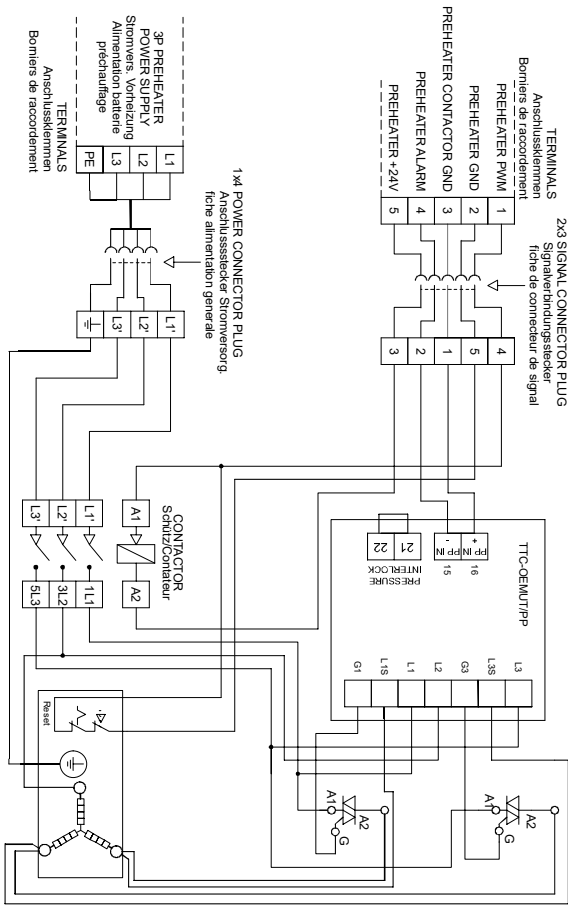 TERMINALS
Anschlussklemmen
Borniers de raccordement
PREHEATER PWM
PREHEATER GND
PREHEATER CONTACTOR GND
PREHEATER ALARM
PREHEATER +24V
1
2
3
4
5
2x3 SIGNAL CONNECTOR PLUG
Signalverbindungsstecker
fiche de connecteur de signal
4
5
1
2
3
TTC-OEMUT/PP
PP IN +
PP IN -
16
15
21
22
PRESSURE
INTERLOCK
L3
L3S
G3
L2
L1
L1S
G1
A1
A2
G
A1
A2
G
3P PREHEATER
POWER SUPPLY
Stromvers. Vorheizung
Alimentation batterie
préchauffage
L1
L2
L3
PE
TERMINALS
Anschlussklemmen
Borniers de raccordement
1x4 POWER CONNECTOR PLUG
Anschlusssstecker Stromversorg.
fiche alimentation generale
L1'
L2'
L3'
CONTACTOR
Schütz/Contateur
A1
A2
L1'
L2'
L3'
1L1
3L2
5L3
Reset